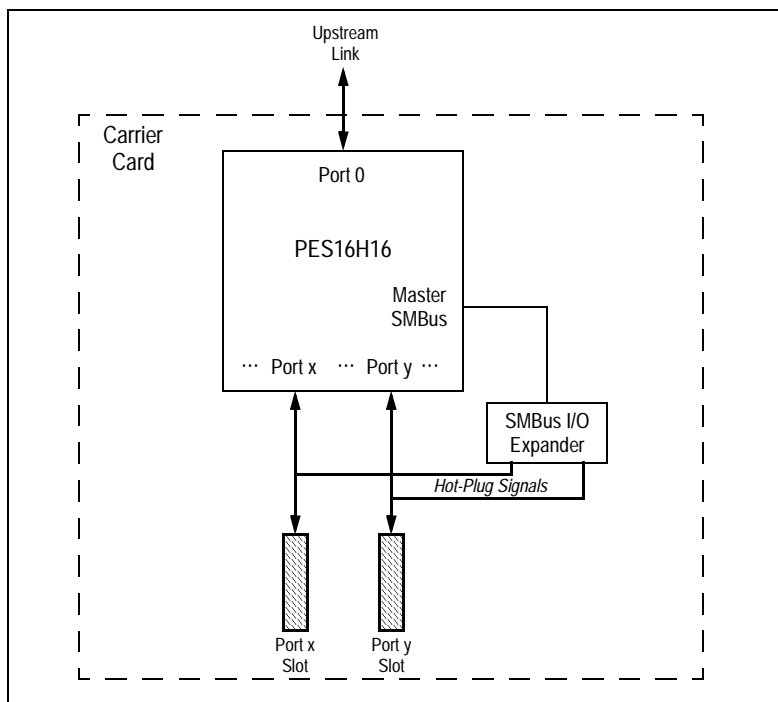 Upstream
Link
Carrier
Card
Port 0
PES16H16
Master
SMBus
... Port x ... Port y ...
SMBus I/O
Expander
Hot-Plug Signals
Port x
Slot
Port y
Slot